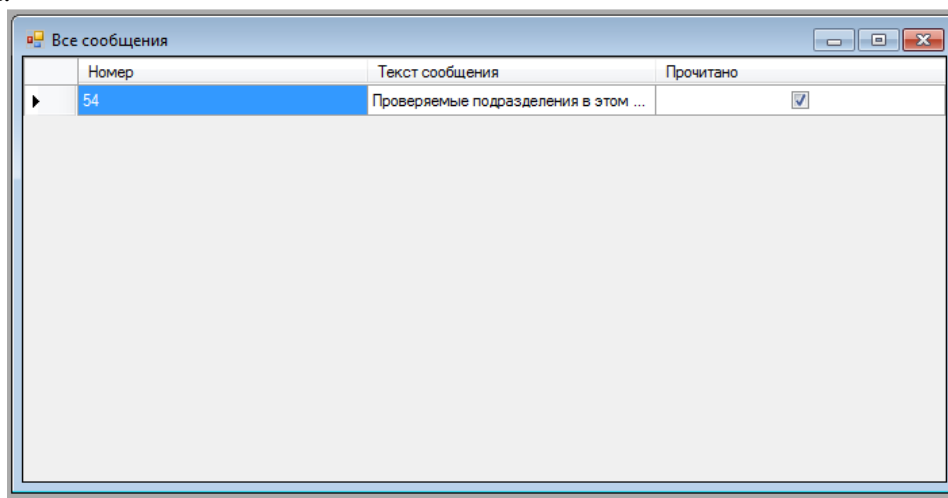 Все сообщения
Номер Текст сообщения Прочитано
54 Проверяемые подразделения в этом ...